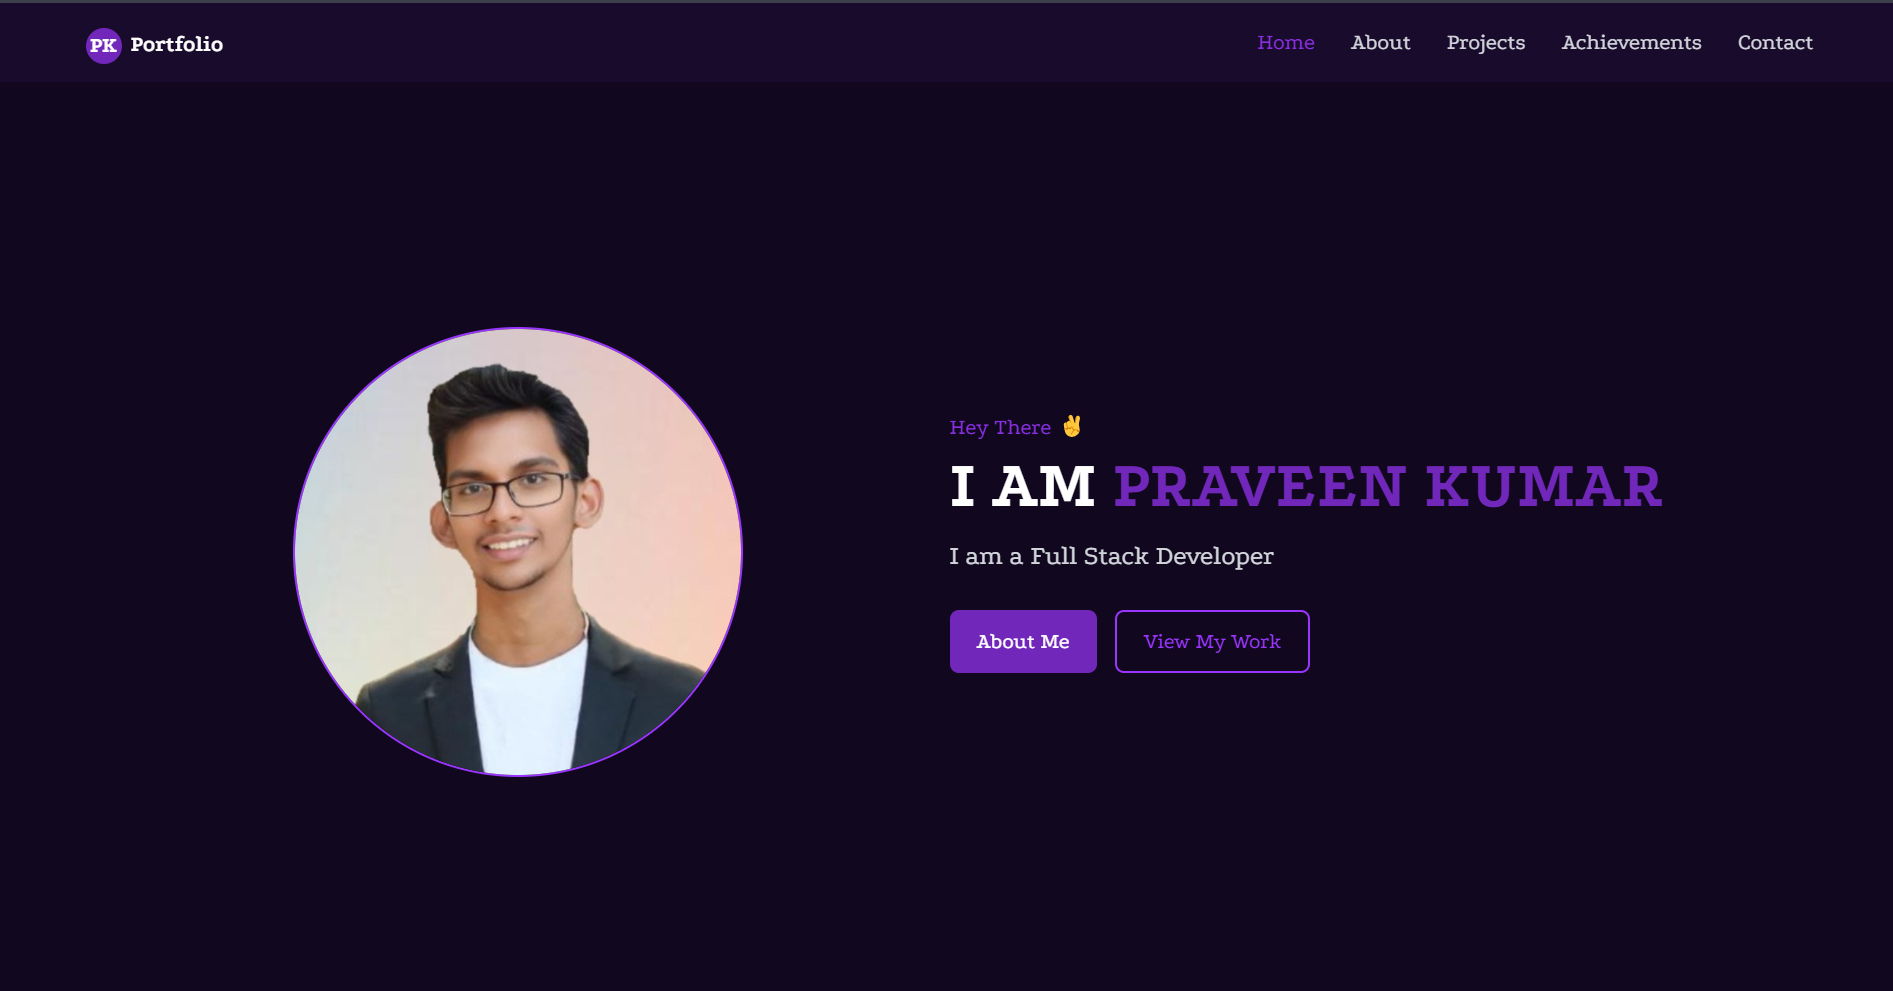 PK Portfolio
Home About Projects Achievements Contact
Hey There ✌
I AM PRAVEEN KUMAR
I am a Full Stack Developer
About Me View My Work